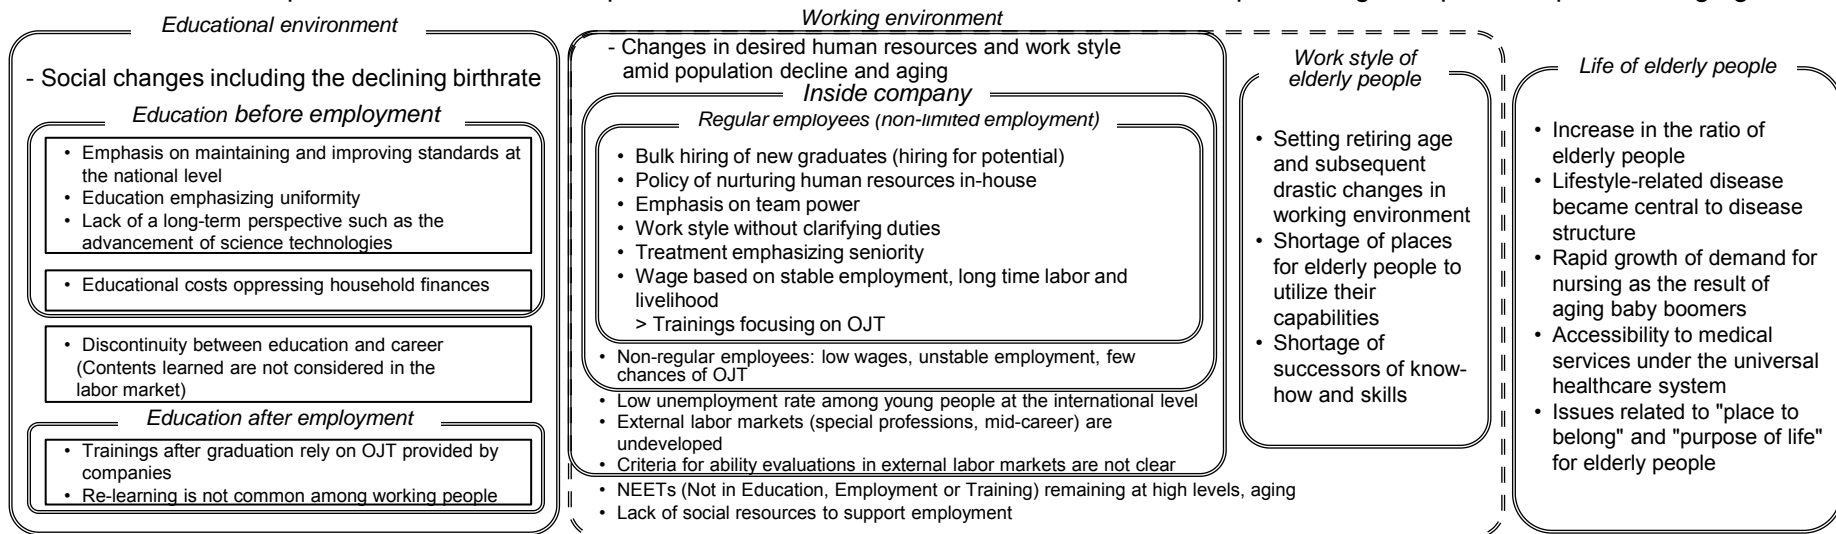 Educational environment
- Social changes including the declining birthrate
Education before employment
• Emphasis on maintaining and improving standards at
the national level
• Education emphasizing uniformity
• Lack of a long-term perspective such as the
advancement of science technologies
• Educational costs oppressing household finances
• Discontinuity between education and career
(Contents learned are not considered in the
labor market)
Education after employment
• Trainings after graduation rely on OJT provided by
companies
• Re-learning is not common among working people
Working environment
- Changes in desired human resources and work style
amid population decline and aging
Inside company
Regular employees (non-limited employment)
• Bulk hiring of new graduates (hiring for potential)
• Policy of nurturing human resources in-house
• Emphasis on team power
• Work style without clarifying duties
• Treatment emphasizing seniority
• Wage based on stable employment, long time labor and
livelihood
> Trainings focusing on OJT
• Non-regular employees: low wages, unstable employment, few
chances of OJT
• Low unemployment rate among young people at the international level
• External labor markets (special professions, mid-career) are
undeveloped
• Criteria for ability evaluations in external labor markets are not clear
• NEETs (Not in Education, Employment or Training) remaining at high levels, aging
• Lack of social resources to support employment
Work style of
elderly people
• Setting retiring age
and subsequent
drastic changes in
working environment
• Shortage of places
for elderly people to
utilize their
capabilities
• Shortage of
successors of know-
how and skills
Life of elderly people
• Increase in the ratio of
elderly people
• Lifestyle-related disease
became central to disease
structure
• Rapid growth of demand for
nursing as the result of
aging baby boomers
• Accessibility to medical
services under the universal
healthcare system
• Issues related to "place to
belong" and "purpose of life"
for elderly people